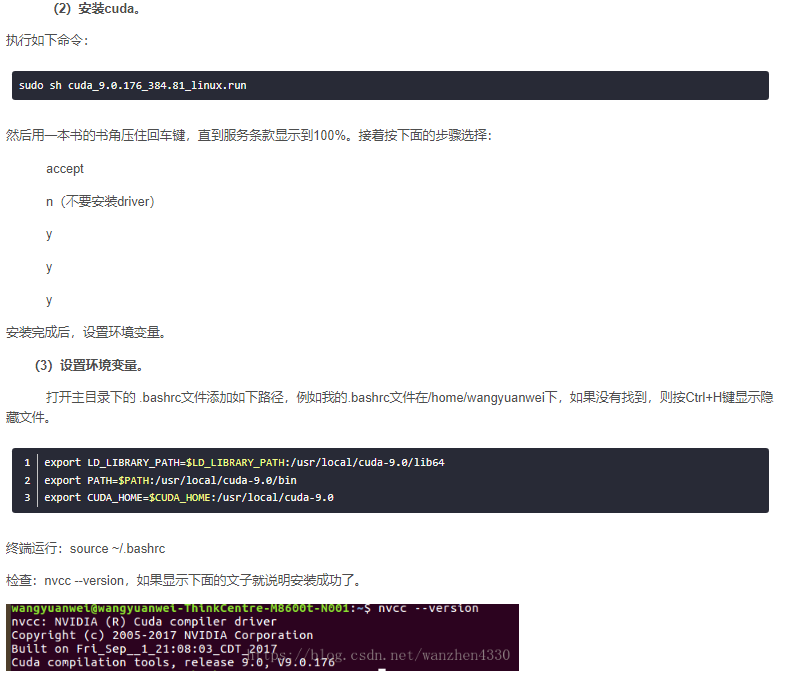 （2）安装cuda。
执行如下命令：
sudo sh cuda_9.0.176_384.81_linux.run
然后用一本书的书角压住回车键，直到服务条款显示到100%。接着按下面的步骤选择：
accept
n（不要安装driver）
y
y
y
安装完成后，设置环境变量。
（3）设置环境变量。
打开主目录下的 .bashrc文件添加如下路径，例如我的.bashrc文件在/home/wangyuanwei下，如果没有找到，则按Ctrl+H键显示隐
藏文件。
1 export LD_LIBRARY_PATH=$LD_LIBRARY_PATH:/usr/local/cuda-9.0/lib64
2 export PATH=$PATH:/usr/local/cuda-9.0/bin
3 export CUDA_HOME=$CUDA_HOME:/usr/local/cuda-9.0
终端运行：source ~/.bashrc
检查：nvcc --version，如果显示下面的文子就说明安装成功了。
wangyuanwei@wangyuanwei-ThinkCentre-M8600t-N001:~$ nvcc --version
nvcc: NVIDIA (R) Cuda compiler driver
Copyright (c) 2005-2017 NVIDIA Corporation
Built on Fri_Sep__1_21:08:03_CDT_2017
Cuda compilation tools, release 9.0, V9.0.176
https://blog.csdn.net/wanzhen4330